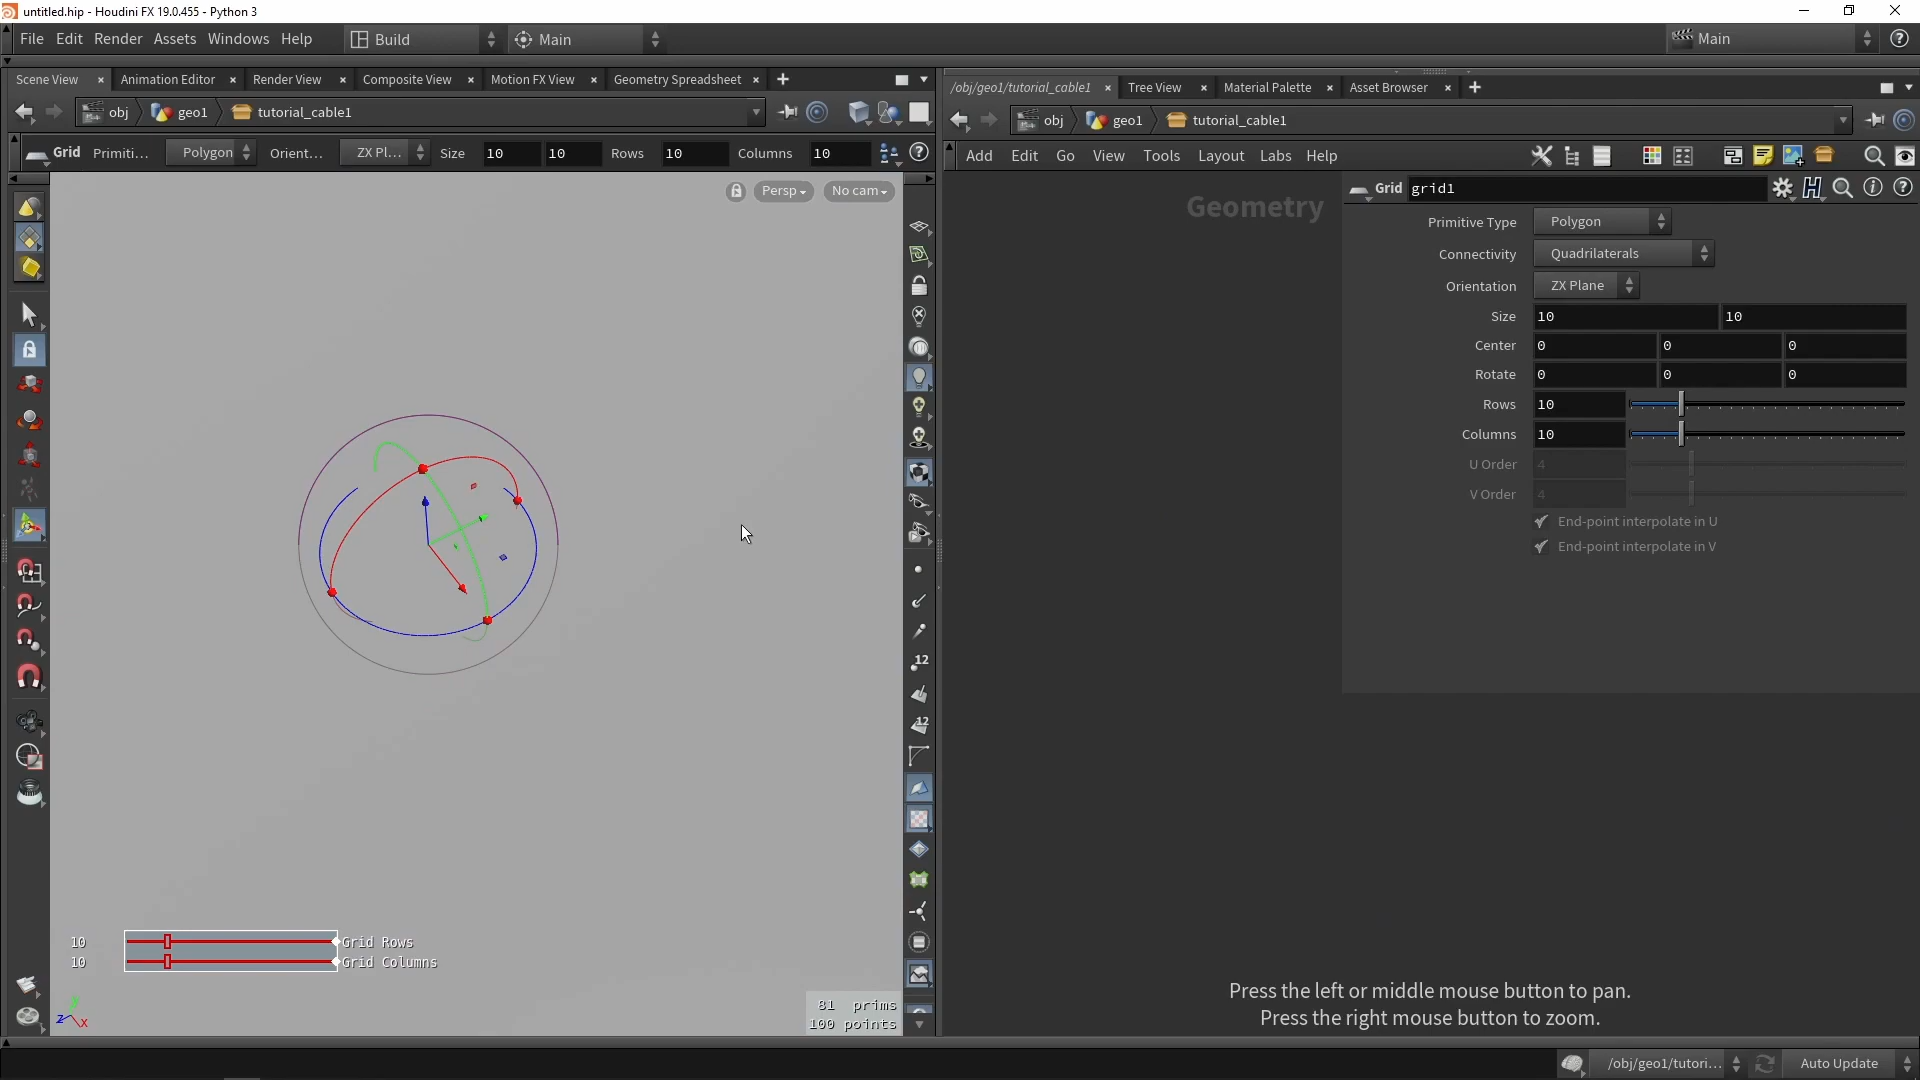 untitled.hip - Houdini FX 19.0.455 - Python 3
File Edit Render Assets Windows Help Build Main Main
Scene View × Animation Editor × Render View × Composite View × Motion FX View × Geometry Spreadsheet ×
/obj/geo1/tutorial_cable1 × Tree View × Material Palette × Asset Browser ×
obj geo1 tutorial_cable1
obj geo1 tutorial_cable1
Grid Primiti... Polygon Orient... ZX Pl... Size 10 10 Rows 10 Columns 10
Add Edit Go View Tools Layout Labs Help
Persp No cam
Geometry
Grid grid1
Primitive Type Polygon
Connectivity Quadrilaterals
Orientation ZX Plane
Size 10 10
Center 0 0 0
Rotate 0 0 0
Rows 10
Columns 10
U Order 4
V Order 4
End-point interpolate in U
End-point interpolate in V
12
12
10 Grid Rows
10 Grid Columns
81 prims
100 points
z y x
Press the left or middle mouse button to pan.
Press the right mouse button to zoom.
/obj/geo1/tutori... Auto Update